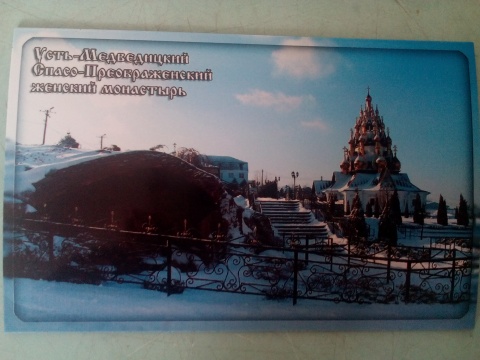 Усть-Медведицкий
Спасо-Преображенский
женский монастырь